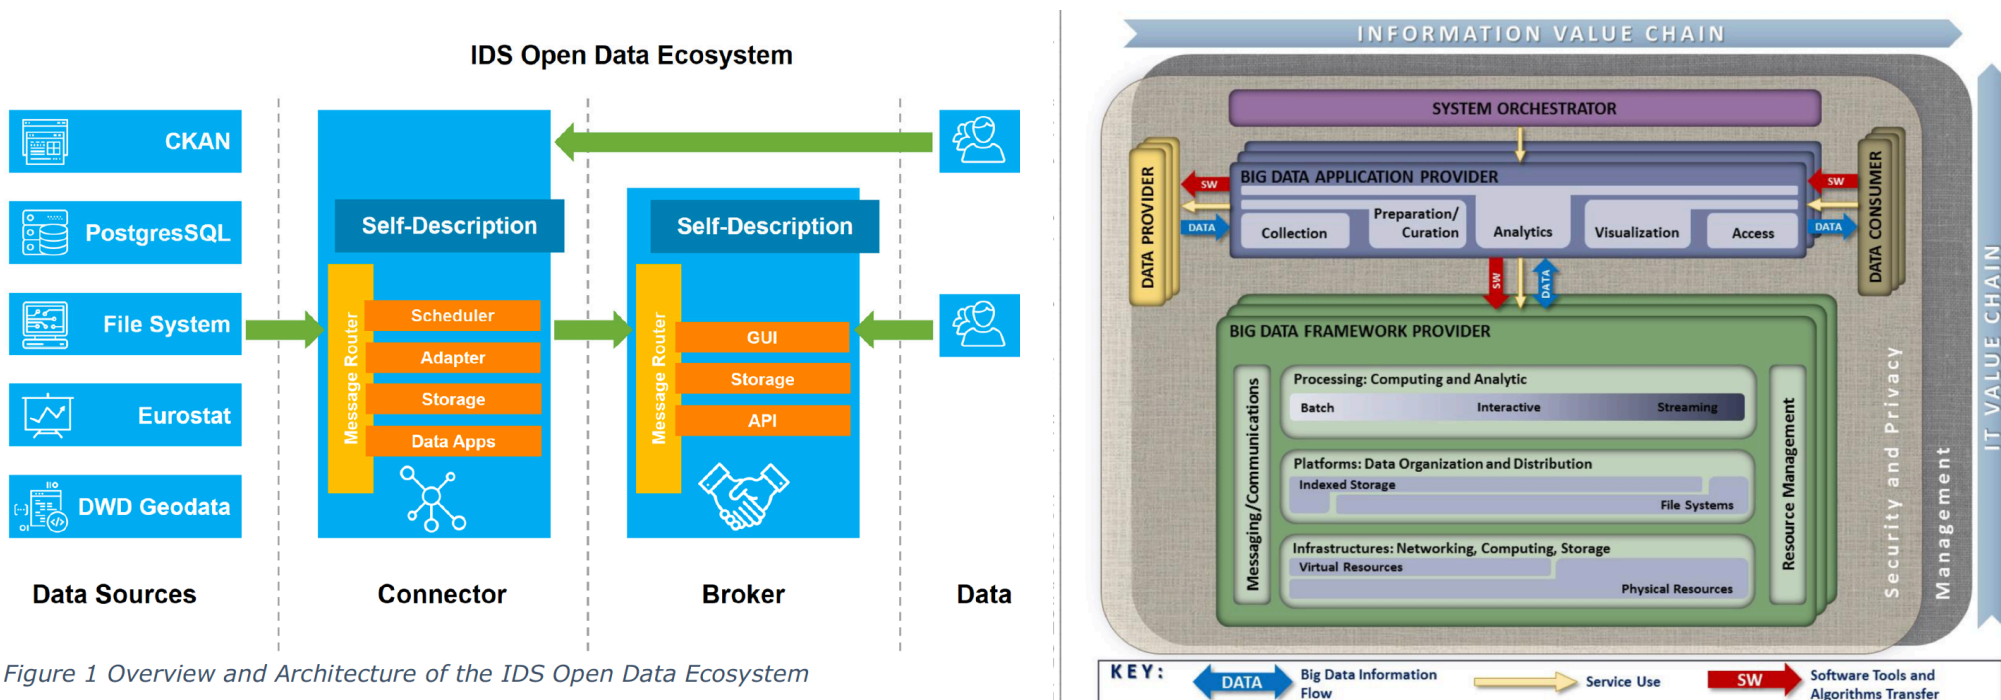 IDS Open Data Ecosystem
CKAN
PostgresSQL
File System
Eurostat
DWD Geodata
Self-Description
Message Router
Scheduler
Adapter
Storage
Data Apps
Self-Description
Message Router
GUI
Storage
API
Data Sources
Connector
Broker
Data
Figure 1 Overview and Architecture of the IDS Open Data Ecosystem
INFORMATION VALUE CHAIN
SYSTEM ORCHESTRATOR
DATA PROVIDER
SW
DATA
BIG DATA APPLICATION PROVIDER
Collection
Preparation/
Curation
Analytics
Visualization
Access
SW
DATA
DATA CONSUMER
SW
DATA
BIG DATA FRAMEWORK PROVIDER
Messaging/Communications
Processing: Computing and Analytic
Batch
Interactive
Streaming
Platforms: Data Organization and Distribution
Indexed Storage
File Systems
Infrastructures: Networking, Computing, Storage
Virtual Resources
Physical Resources
Resource Management
Security and Privacy
Management
IT VALUE CHAIN
KEY:
DATA
Big Data Information
Flow
Service Use
SW
Software Tools and
Algorithms Transfer